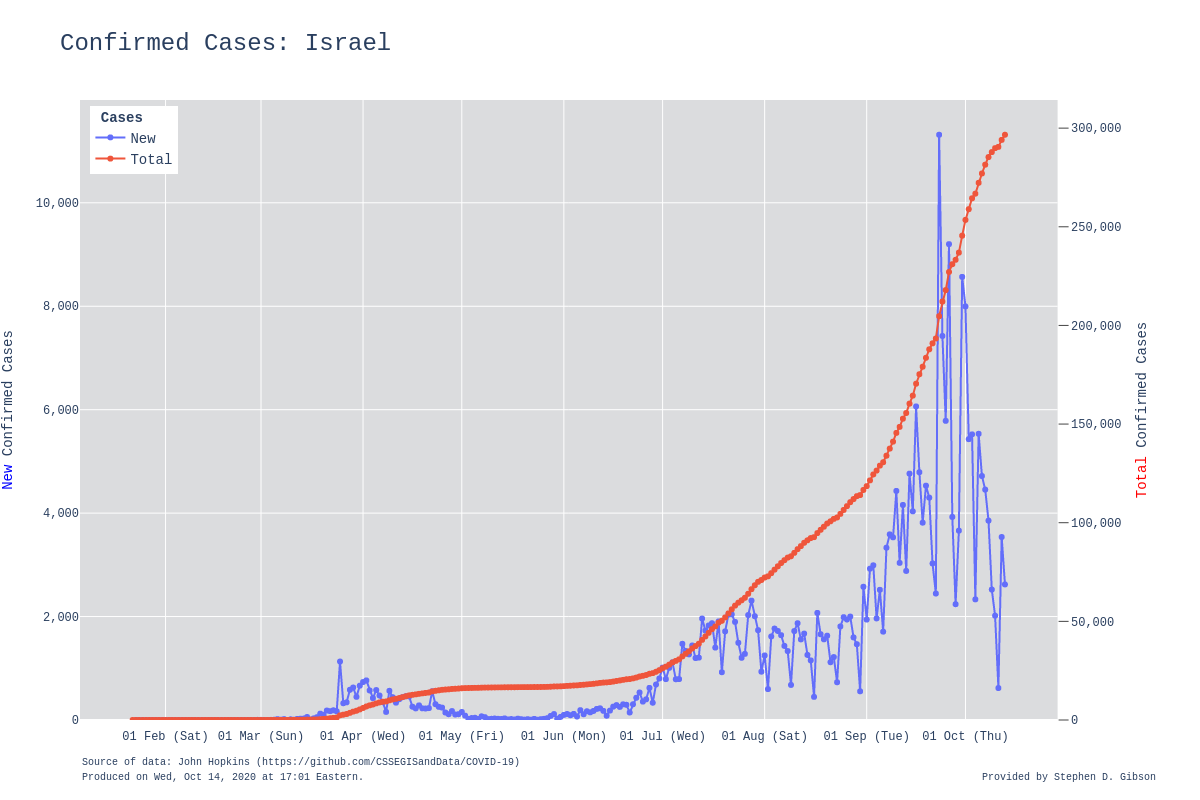 Confirmed Cases: Israel
Cases
New
Total
10,000
8,000
6,000
4,000
2,000
0
300,000
250,000
200,000
150,000
100,000
50,000
0
New Confirmed Cases
Total Confirmed Cases
01 Feb (Sat) 01 Mar (Sun) 01 Apr (Wed) 01 May (Fri) 01 Jun (Mon) 01 Jul (Wed) 01 Aug (Sat) 01 Sep (Tue) 01 Oct (Thu)
Source of data: John Hopkins (https://github.com/CSSEGISandData/COVID-19)
Produced on Wed, Oct 14, 2020 at 17:01 Eastern.
Provided by Stephen D. Gibson